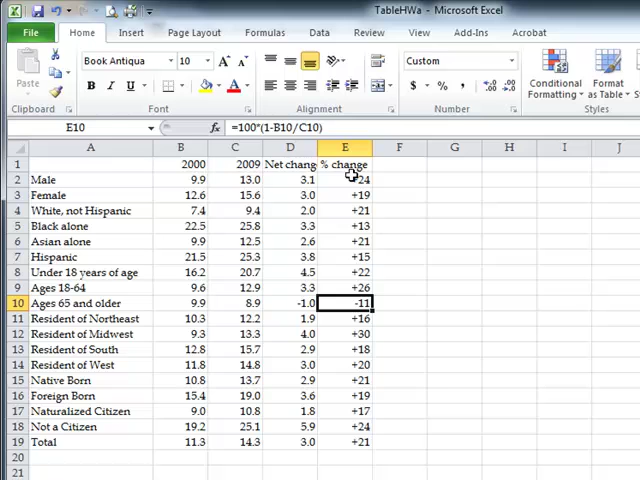 TableHWa - Microsoft Excel
File Home Insert Page Layout Formulas Data Review View Add-Ins Acrobat
Paste Book Antiqua 10 A A Custom Conditional Formatting Format as Table
B I U A $ % , .0 .00 .00 .0
Clipboard Font Alignment Number Styles
E10 fx =100*(1-B10/C10)
A B C D E F G H I J
1 2000 2009 Net chang % change
2 Male 9.9 13.0 3.1 +24
3 Female 12.6 15.6 3.0 +19
4 White, not Hispanic 7.4 9.4 2.0 +21
5 Black alone 22.5 25.8 3.3 +13
6 Asian alone 9.9 12.5 2.6 +21
7 Hispanic 21.5 25.3 3.8 +15
8 Under 18 years of age 16.2 20.7 4.5 +22
9 Ages 18-64 9.6 12.9 3.3 +26
10 Ages 65 and older 9.9 8.9 -1.0 -11
11 Resident of Northeast 10.3 12.2 1.9 +16
12 Resident of Midwest 9.3 13.3 4.0 +30
13 Resident of South 12.8 15.7 2.9 +18
14 Resident of West 11.8 14.8 3.0 +20
15 Native Born 10.8 13.7 2.9 +21
16 Foreign Born 15.4 19.0 3.6 +19
17 Naturalized Citizen 9.0 10.8 1.8 +17
18 Not a Citizen 19.2 25.1 5.9 +24
19 Total 11.3 14.3 3.0 +21
20
21